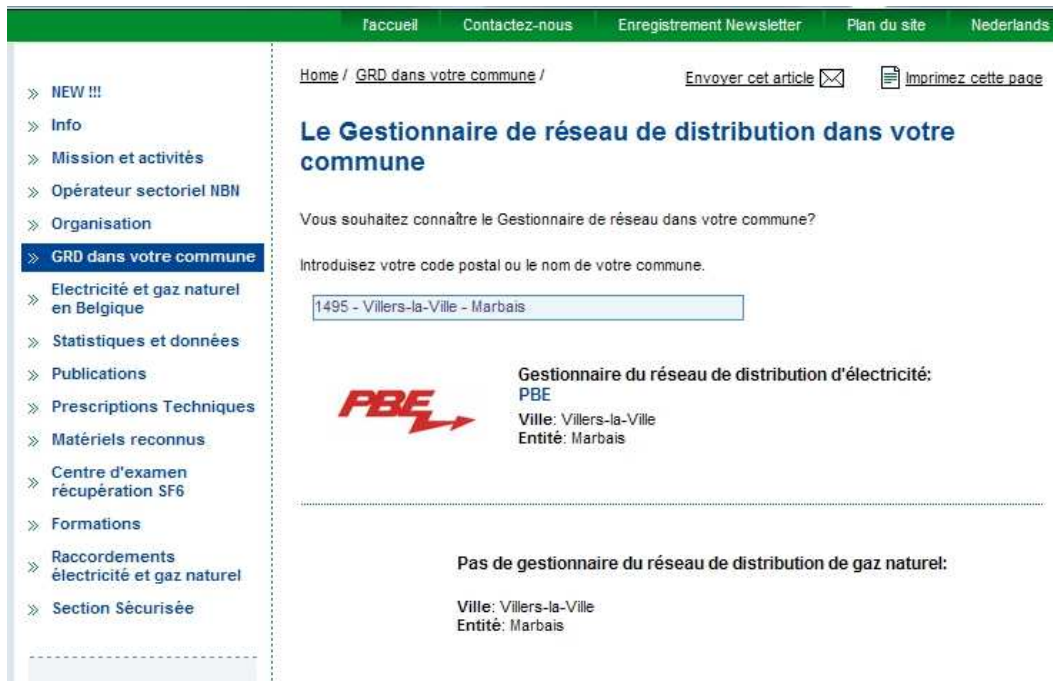 l'accueil Contactez-nous Enregistrement Newsletter Plan du site Nederlands
NEW !!!
Info
Mission et activités
Opérateur sectoriel NBN
Organisation
GRD dans votre commune
Electricité et gaz naturel
en Belgique
Statistiques et données
Publications
Prescriptions Techniques
Matériels reconnus
Centre d'examen
récupération SF6
Formations
Raccordements
électricité et gaz naturel
Section Sécurisée
Home / GRD dans votre commune /
Envoyer cet article
Imprimez cette page
Le Gestionnaire de réseau de distribution dans votre
commune
Vous souhaitez connaître le Gestionnaire de réseau dans votre commune?
Introduisez votre code postal ou le nom de votre commune.
1495 - Villers-la-Ville - Marbais
PBE
Gestionnaire du réseau de distribution d'électricité:
PBE
Ville: Villers-la-Ville
Entité: Marbais
Pas de gestionnaire du réseau de distribution de gaz naturel:
Ville: Villers-la-Ville
Entité: Marbais